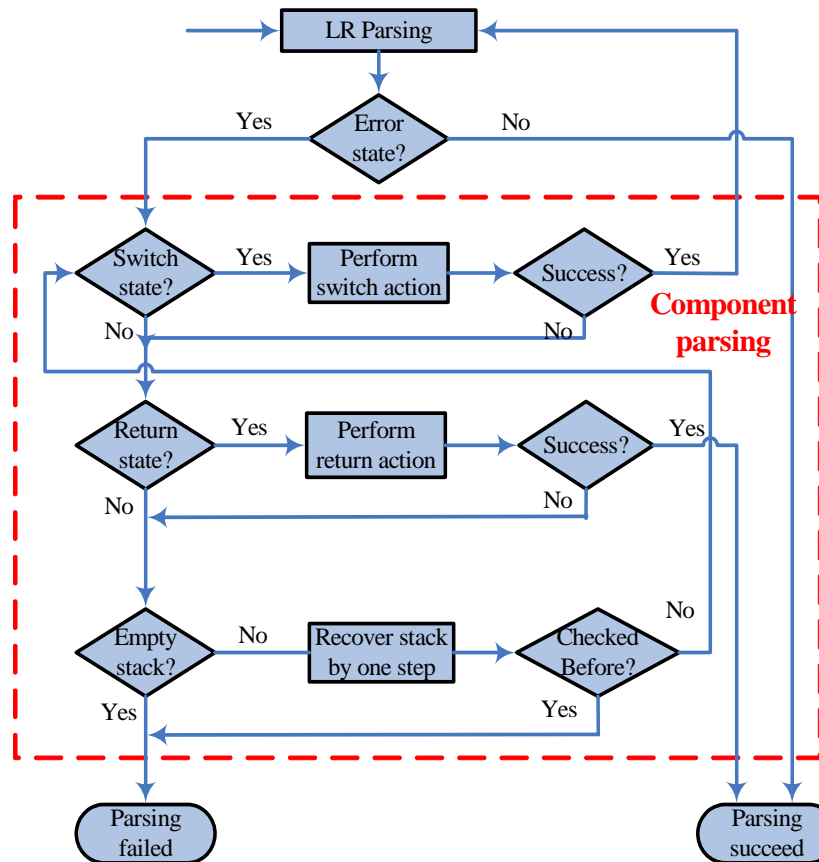 LR Parsing
Yes
Error
state?
No
Switch
state?
Yes
Perform
switch action
Success?
Yes
No
No
Component
parsing
Return
state?
Yes
Perform
return action
Success?
Yes
No
No
Empty
stack?
No
Recover stack
by one step
Checked
Before?
No
Yes
Yes
Parsing
failed
Parsing
succeed